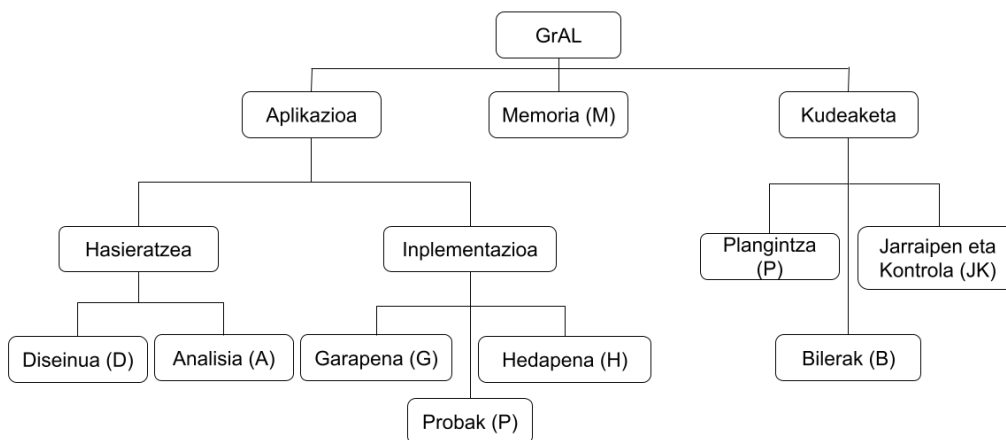 GrAL
Aplikazioa
Memoria (M)
Kudeaketa
Hasieratzea
Inplementazioa
Plangintza
(P)
Jarraipen eta
Kontrola (JK)
Diseinua (D)
Analisia (A)
Garapena (G)
Hedapena (H)
Bilerak (B)
Probak (P)